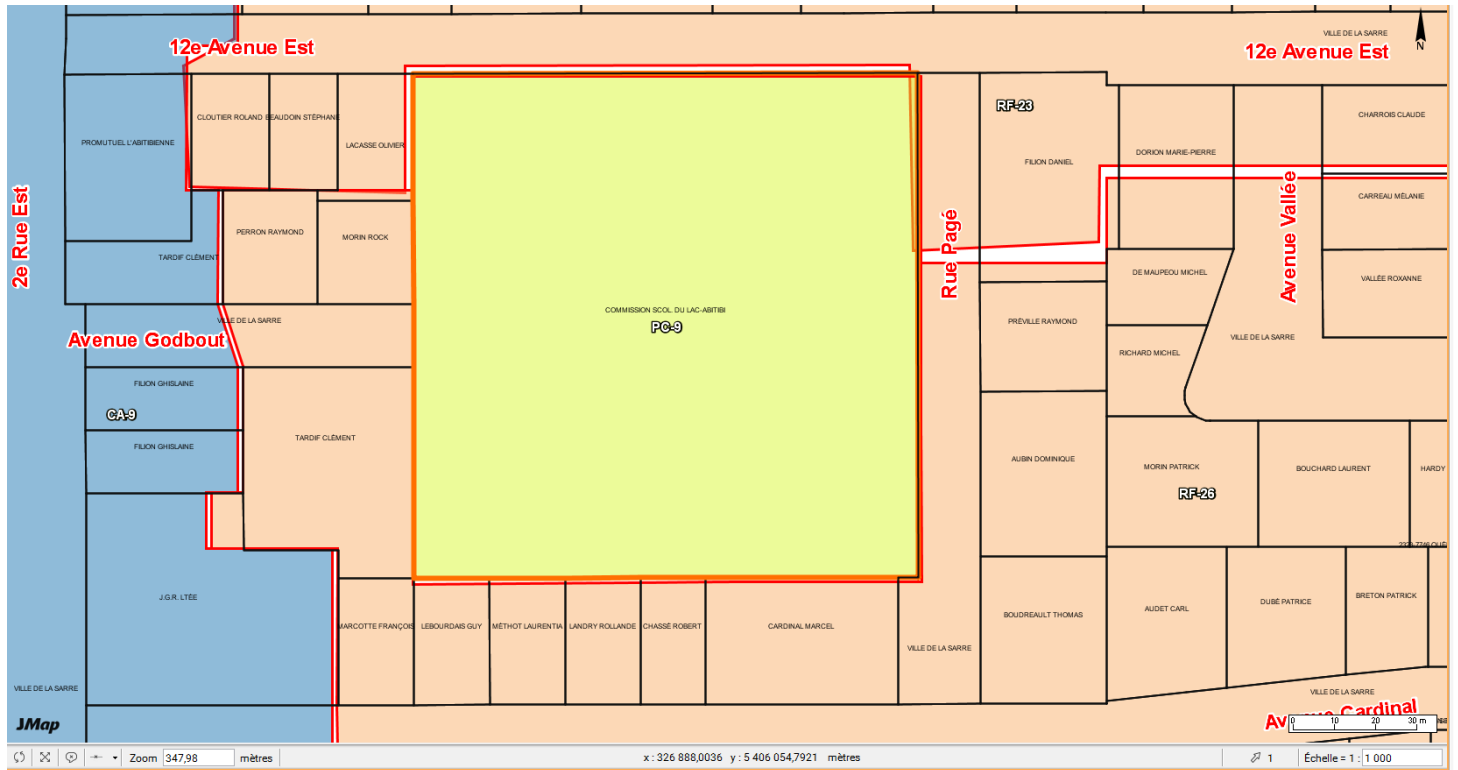 VILLE DE LA SARRE
N
12e Avenue Est
12e Avenue Est
RF-23
CLOUTIER ROLAND
BEAUDOIN STÉPHANE
CHARROIS CLAUDE
PROMUTUEL L'ABITIBIENNE
LACASSE OLIVIER
DORION MARIE-PIERRE
FILION DANIEL
2e Rue Est
Rue Pagé
Avenue Vallée
CARREAU MÉLANIE
PERRON RAYMOND
MORIN ROCK
TARDIF CLÉMENT
DE MAUPEOU MICHEL
VALLÉE ROXANNE
COMMISSION SCOL. DU LAC-ABITIBI
PC-9
VILLE DE LA SARRE
PRÉVILLE RAYMOND
Avenue Godbout
VILLE DE LA SARRE
RICHARD MICHEL
FILION GHISLAINE
CA-9
TARDIF CLÉMENT
FILION GHISLAINE
AUBIN DOMINIQUE
MORIN PATRICK
BOUCHARD LAURENT
HARDY
RF-26
J.G.R. LTÉE
BRETON PATRICK
DUBÉ PATRICE
AUDET CARL
BOUDREAULT THOMAS
MARCOTTE FRANÇOIS
LEBOURDAIS GUY
MÉTHOT LAURENTIA
LANDRY ROLLANDE
CHASSÉ ROBERT
CARDINAL MARCEL
VILLE DE LA SARRE
VILLE DE LA SARRE
VILLE DE LA SARRE
Avenue Cardinal
JMap
0 10 20 30 m
Zoom 347,98 mètres
x : 326 888,0036 y : 5 406 054,7921 mètres
1
Échelle = 1 : 1 000